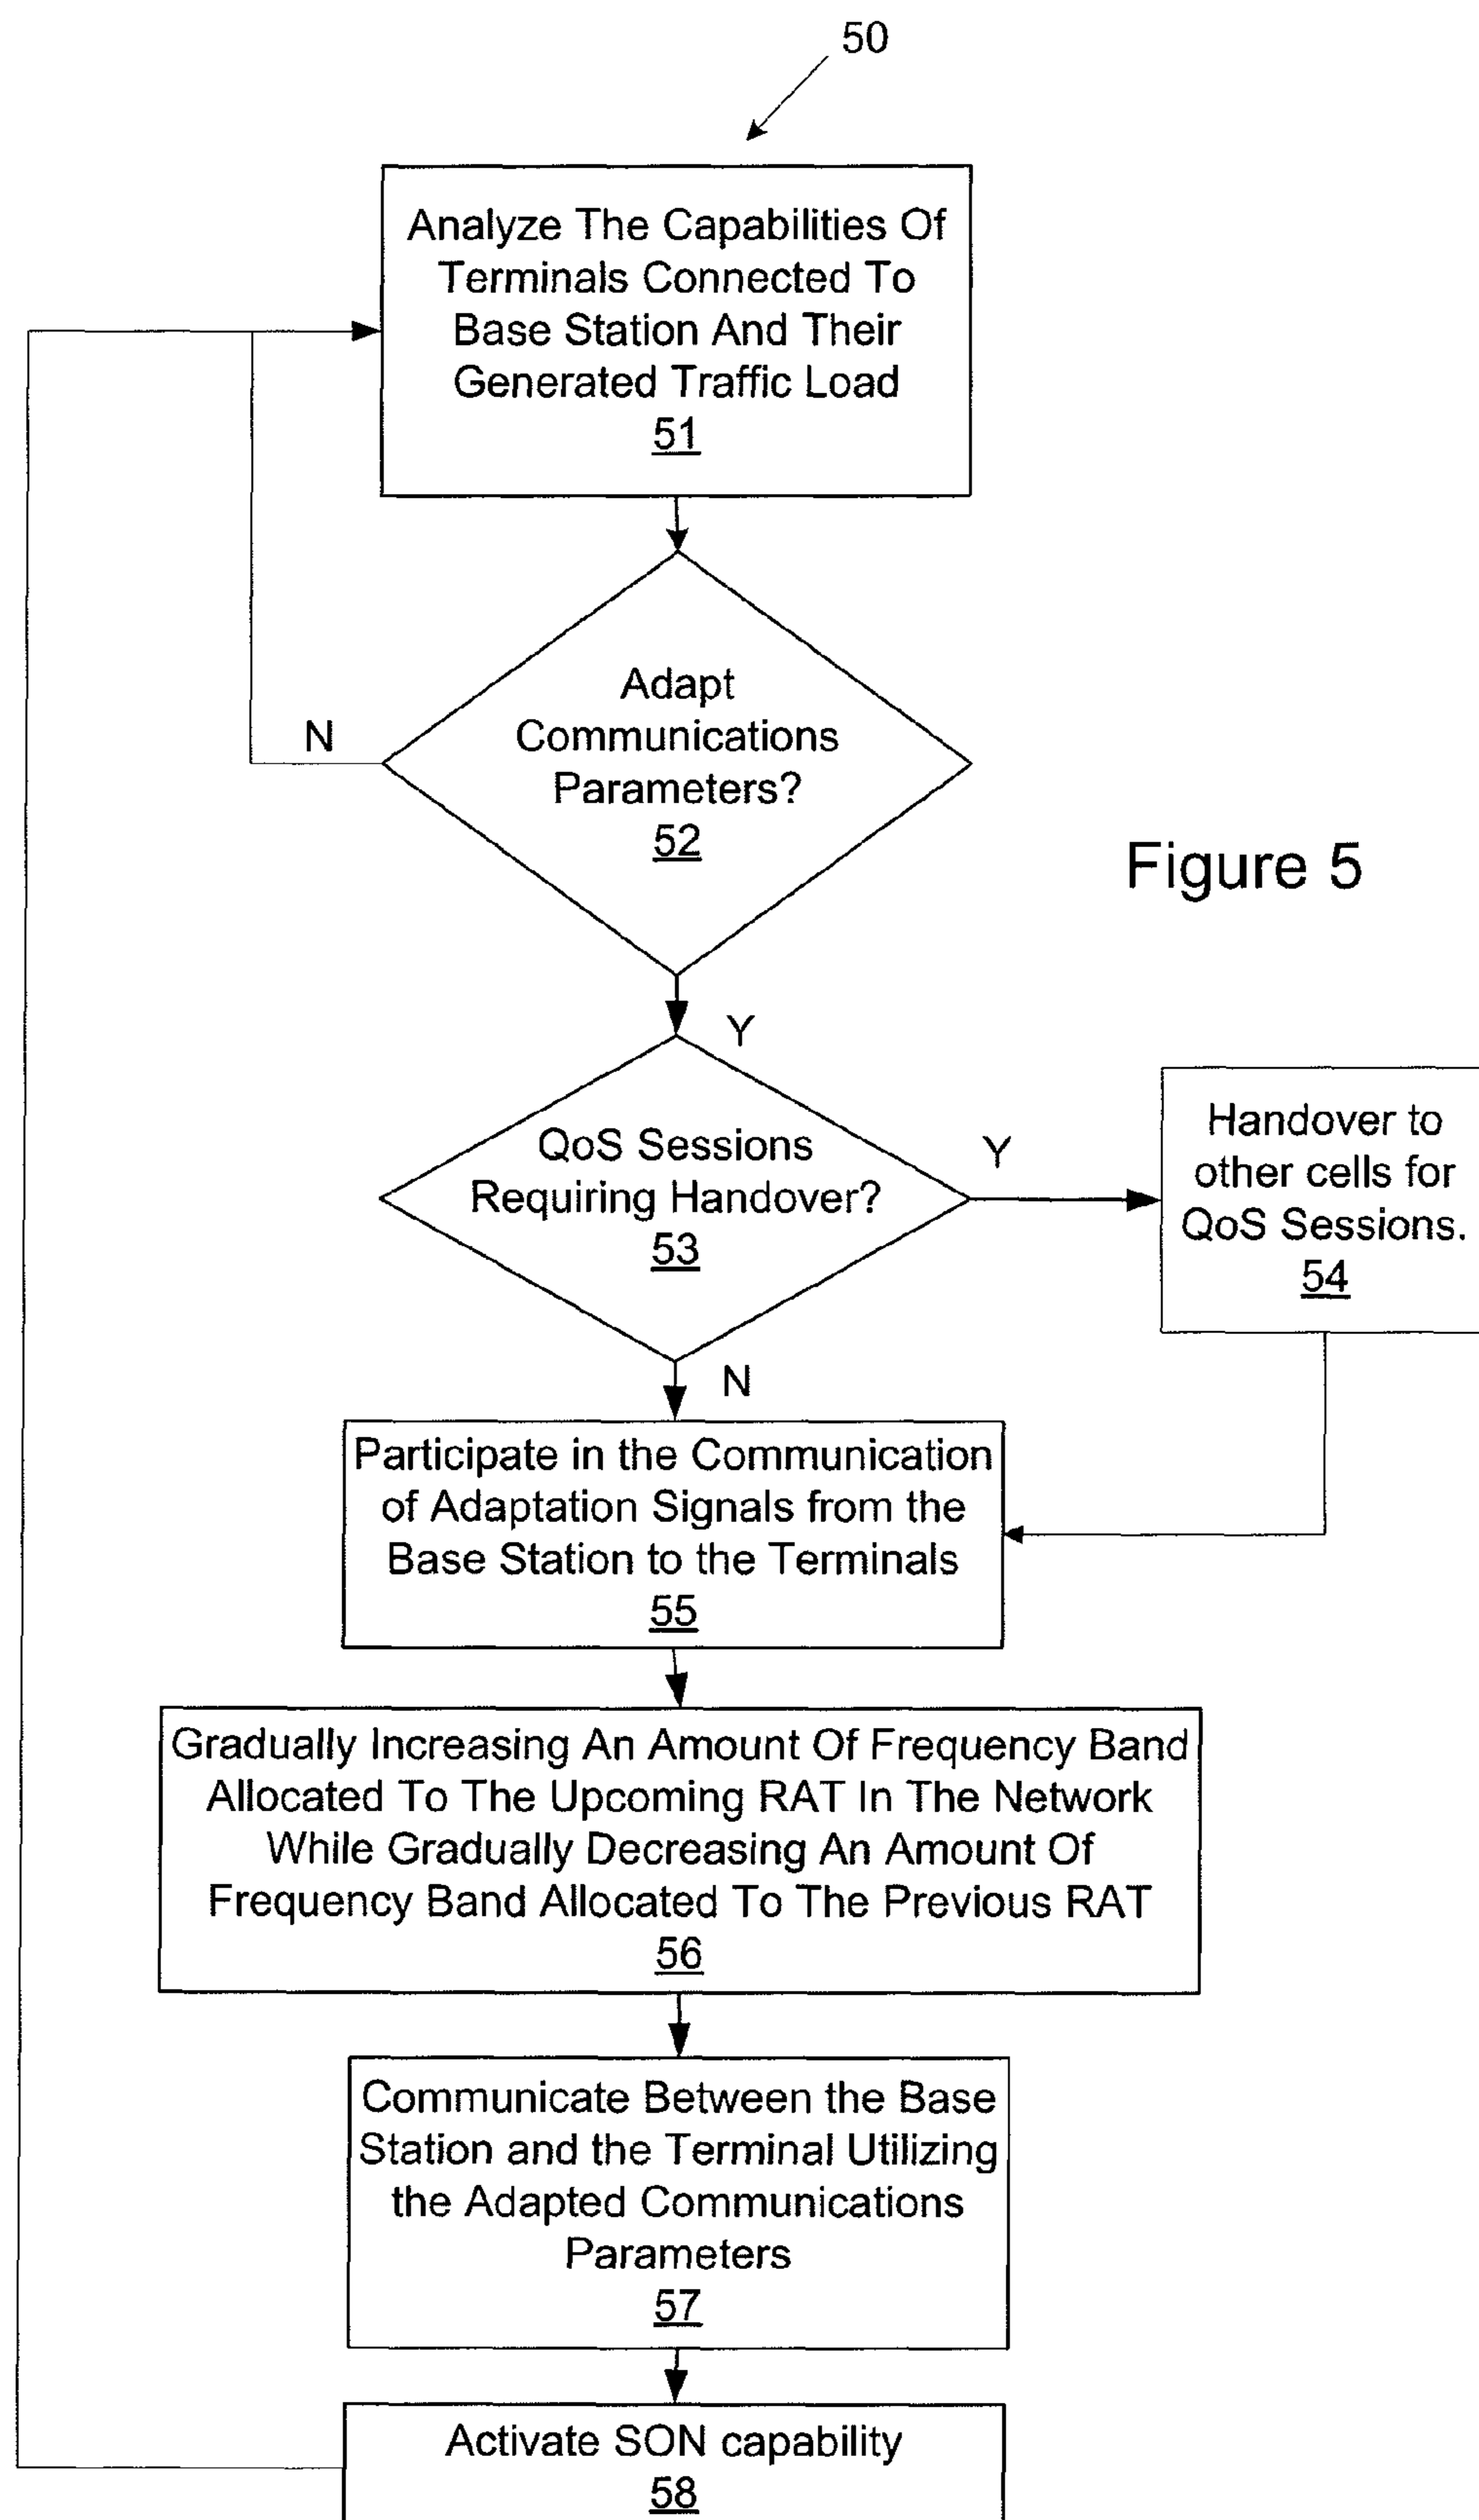 50
Analyze The Capabilities Of
Terminals Connected To
Base Station And Their
Generated Traffic Load
51
Adapt
Communications
Parameters?
52
N
Figure 5
Y
QoS Sessions
Requiring Handover?
53
Y
Handover to
other cells for
QoS Sessions.
54
N
Participate in the Communication
of Adaptation Signals from the
Base Station to the Terminals
55
Gradually Increasing An Amount Of Frequency Band
Allocated To The Upcoming RAT In The Network
While Gradually Decreasing An Amount Of
Frequency Band Allocated To The Previous RAT
56
Communicate Between the Base
Station and the Terminal Utilizing
the Adapted Communications
Parameters
57
Activate SON capability
58